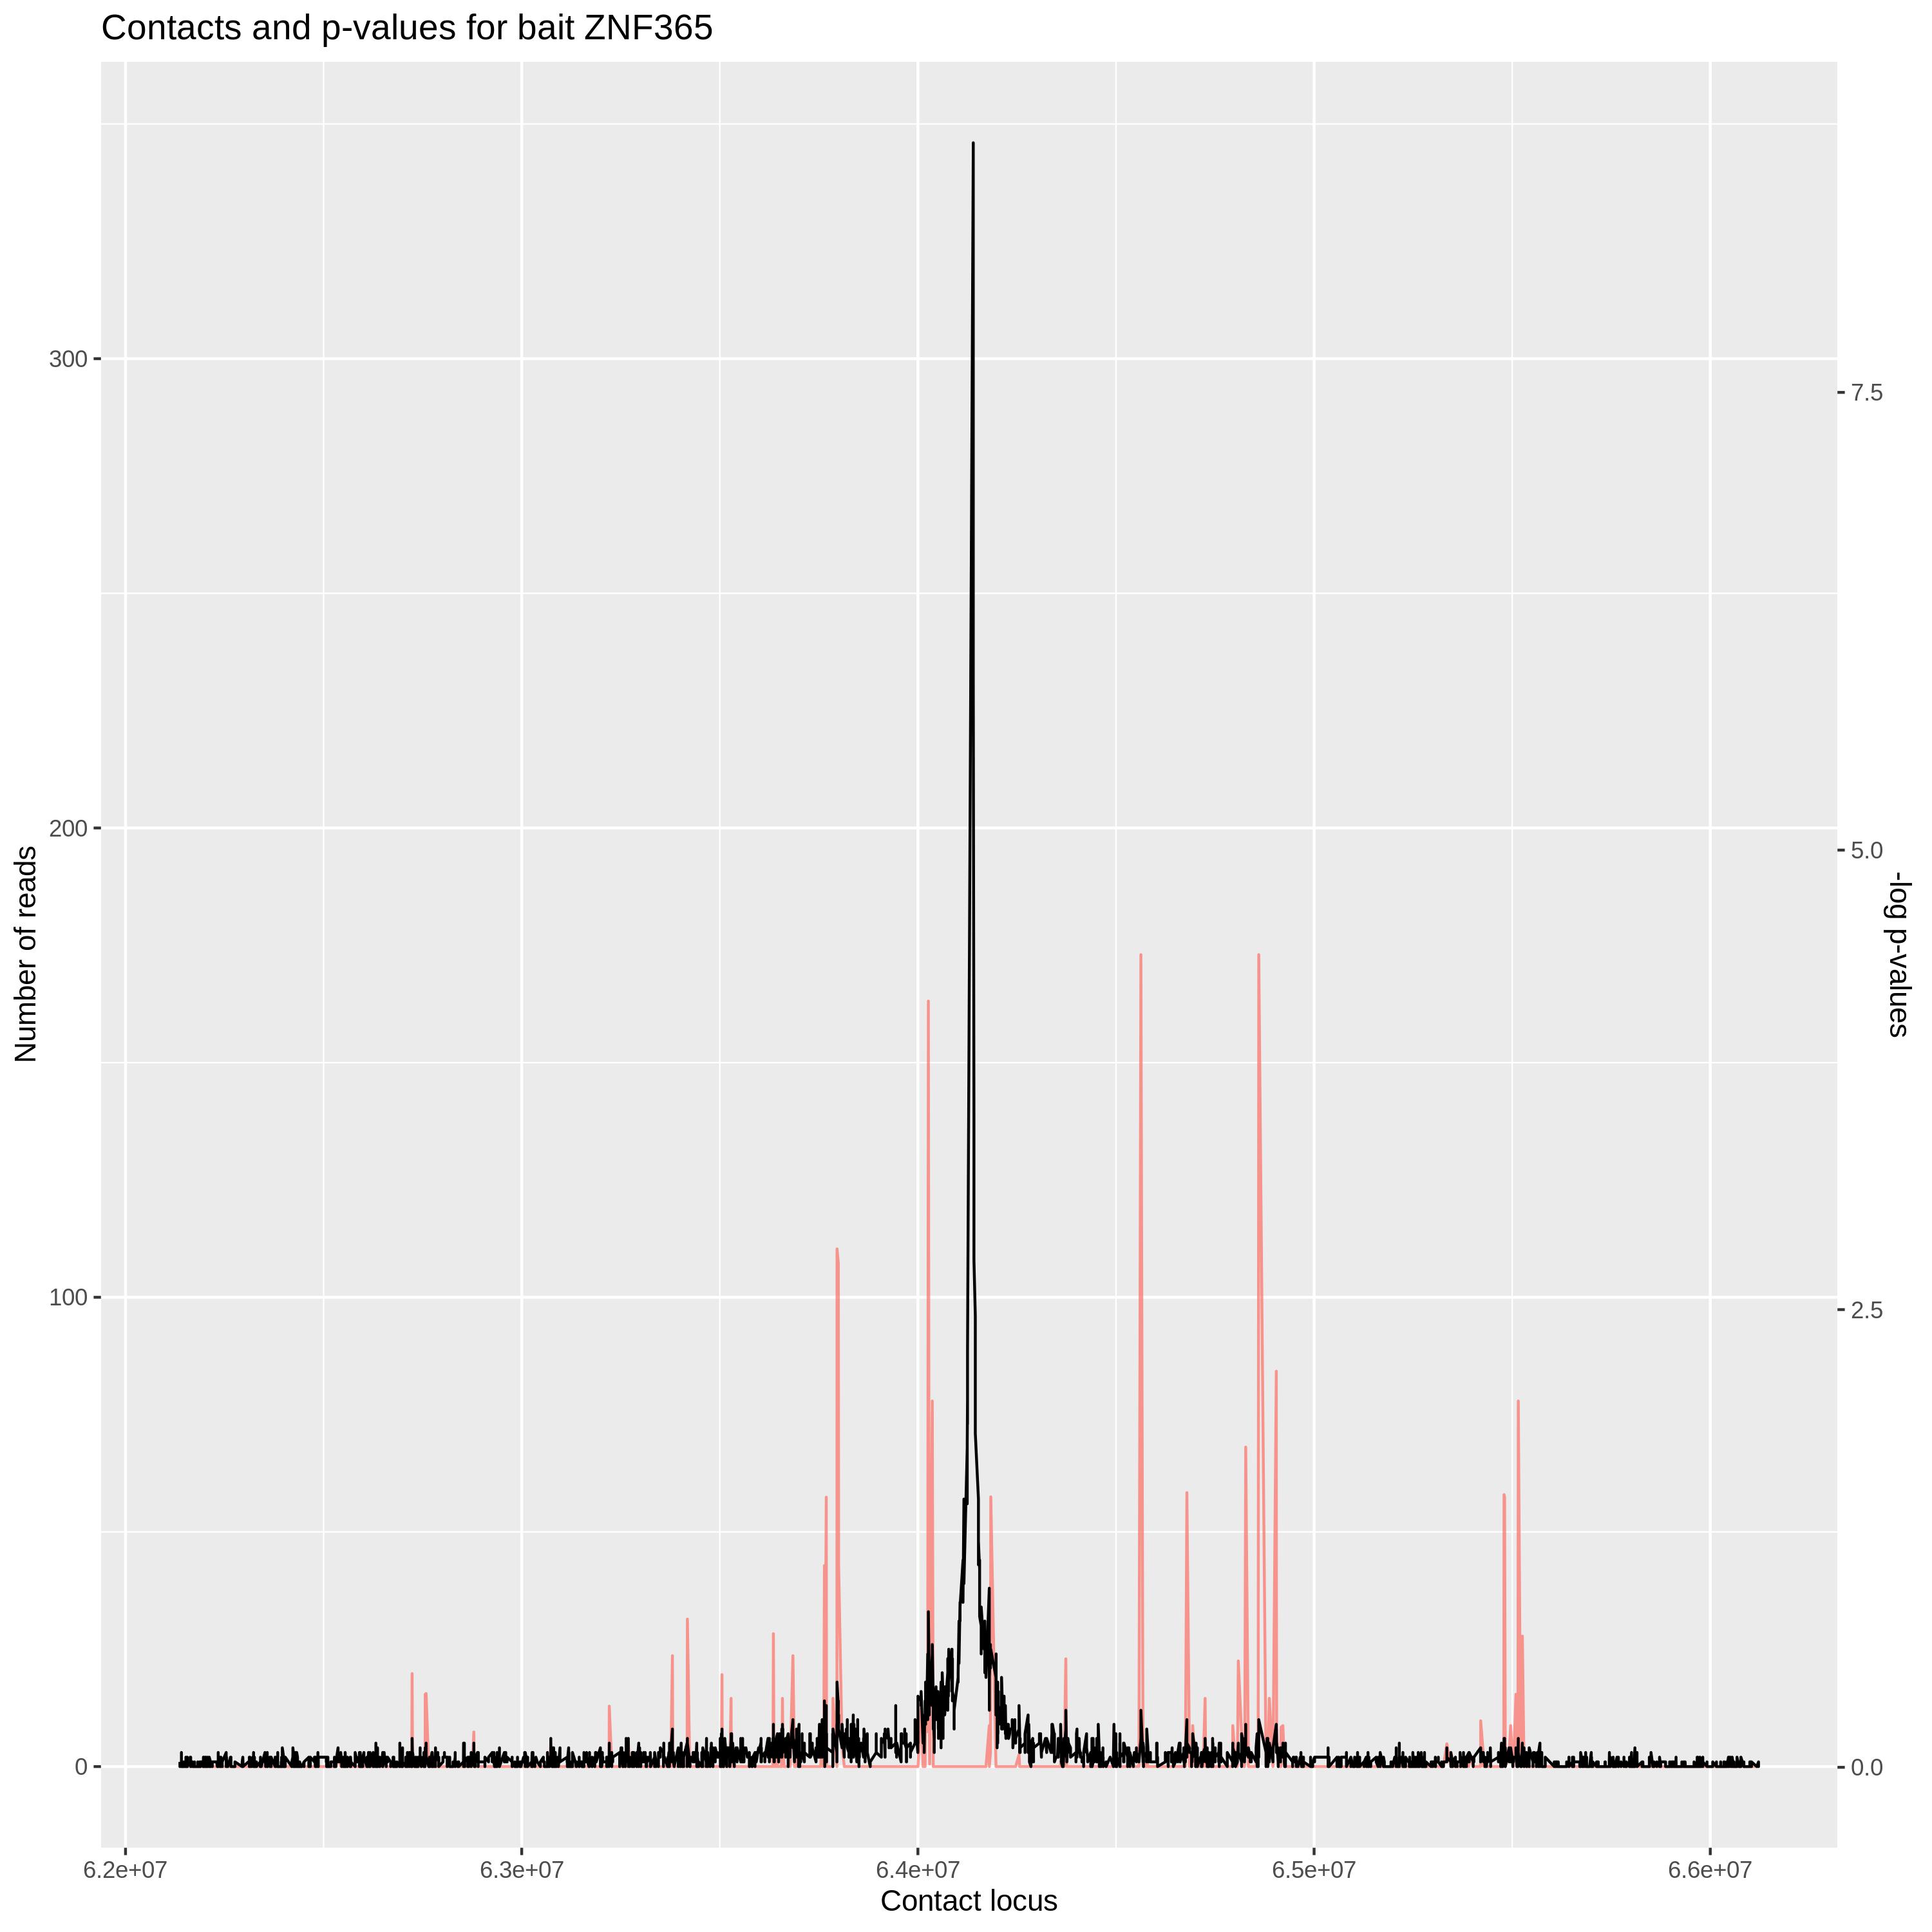 Contacts and p-values for bait ZNF365
300
200
100
0
Number of reads
7.5
5.0
2.5
0.0
-log p-values
6.2e+07 6.3e+07 6.4e+07 6.5e+07 6.6e+07
Contact locus